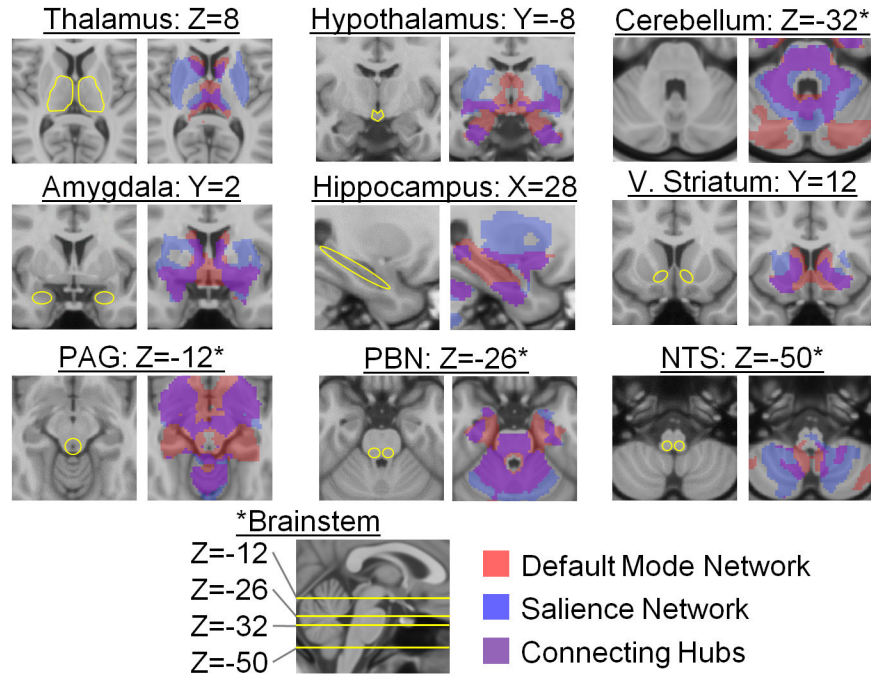 Thalamus: Z=8
Hypothalamus: Y=-8
Cerebellum: Z=-32*
Amygdala: Y=2
Hippocampus: X=28
V. Striatum: Y=12
PAG: Z=-12*
PBN: Z=-26*
NTS: Z=-50*
*Brainstem
Z=-12
Z=-26
Z=-32
Z=-50
Default Mode Network
Salience Network
Connecting Hubs